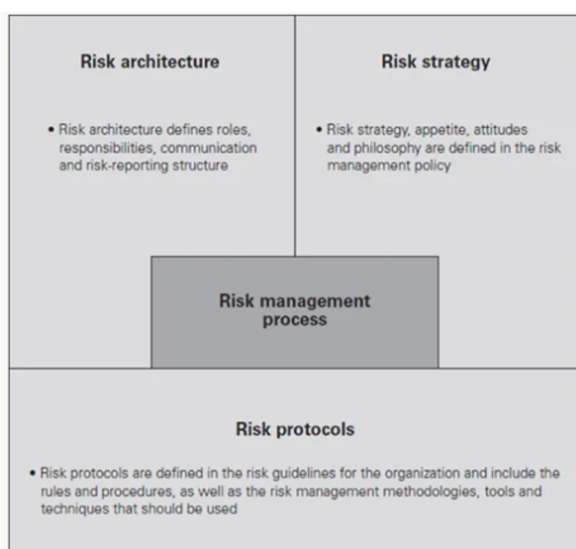 Risk architecture
• Risk architecture defines roles,
responsibilities, communication
and risk-reporting structure
Risk strategy
• Risk strategy, appetite, attitudes
and philosophy are defined in the risk
management policy
Risk management
process
Risk protocols
• Risk protocols are defined in the risk guidelines for the organization and include the
rules and procedures, as well as the risk management methodologies, tools and
techniques that should be used